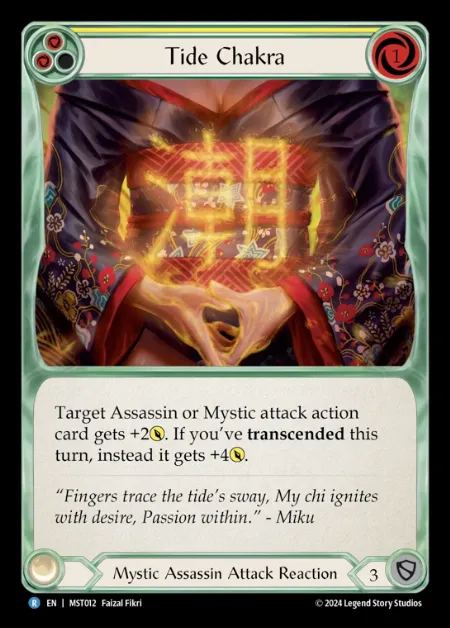 Tide Chakra
1
潮
Target Assassin or Mystic attack action
card gets +2. If you've transcended this
turn, instead it gets +4.
“Fingers trace the tide's sway, My chi ignites
with desire, Passion within.” - Miku
Mystic Assassin Attack Reaction
3
R EN | MST012 Faizal Fikri
© 2024 Legend Story Studios